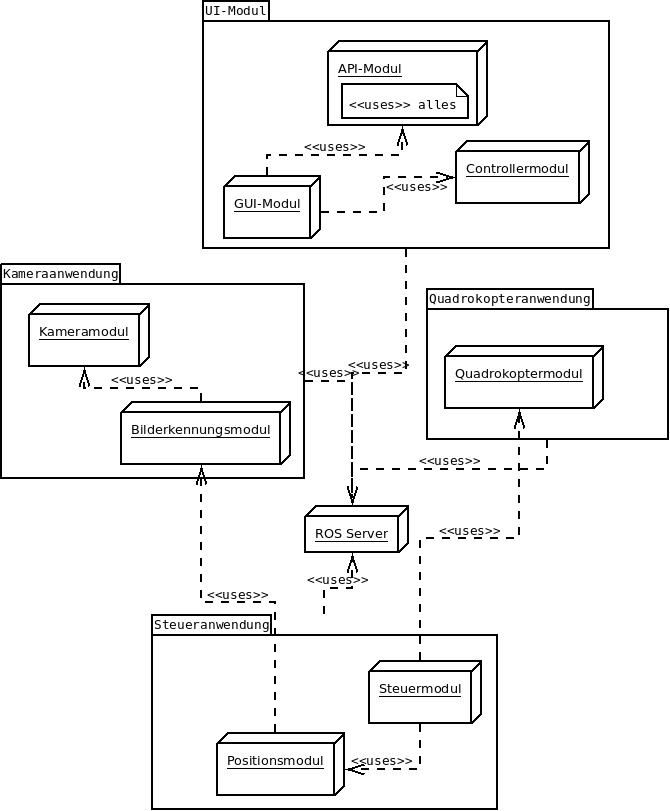 UI-Modul
API-Modul
<<uses>> alles
<<uses>>
Controllermodul
<<uses>>
GUI-Modul
Kameraanwendung
Quadrokopteranwendung
Kameramodul
<<uses>>
<<uses>>
<<uses>>
Quadrokoptermodul
Bilderkennungsmodul
<<uses>>
ROS Server
<<uses>>
<<uses>>
<<uses>>
Steueranwendung
Steuermodul
Positionsmodul
<<uses>>